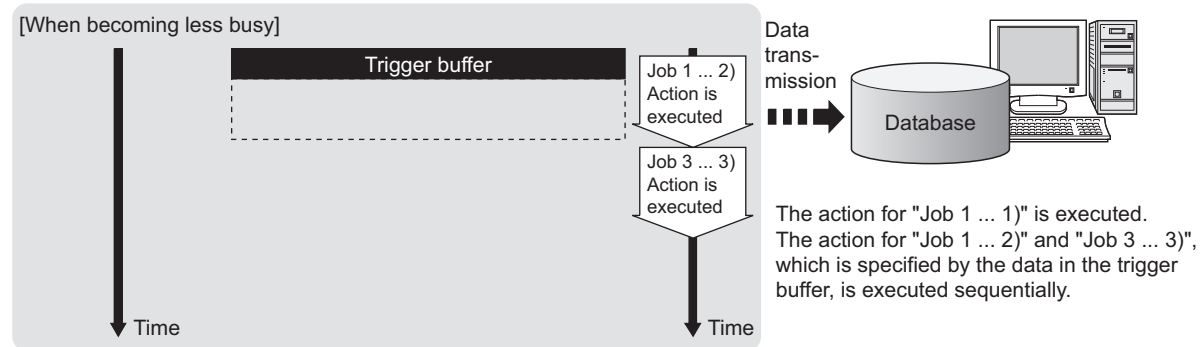 [When becoming less busy]
Trigger buffer
Job 1 ... 2)
Action is
executed
Job 3 ... 3)
Action is
executed
Time
Time
Data
trans-
mission
Database
The action for "Job 1 ... 1)" is executed.
The action for "Job 1 ... 2)" and "Job 3 ... 3)",
which is specified by the data in the trigger
buffer, is executed sequentially.